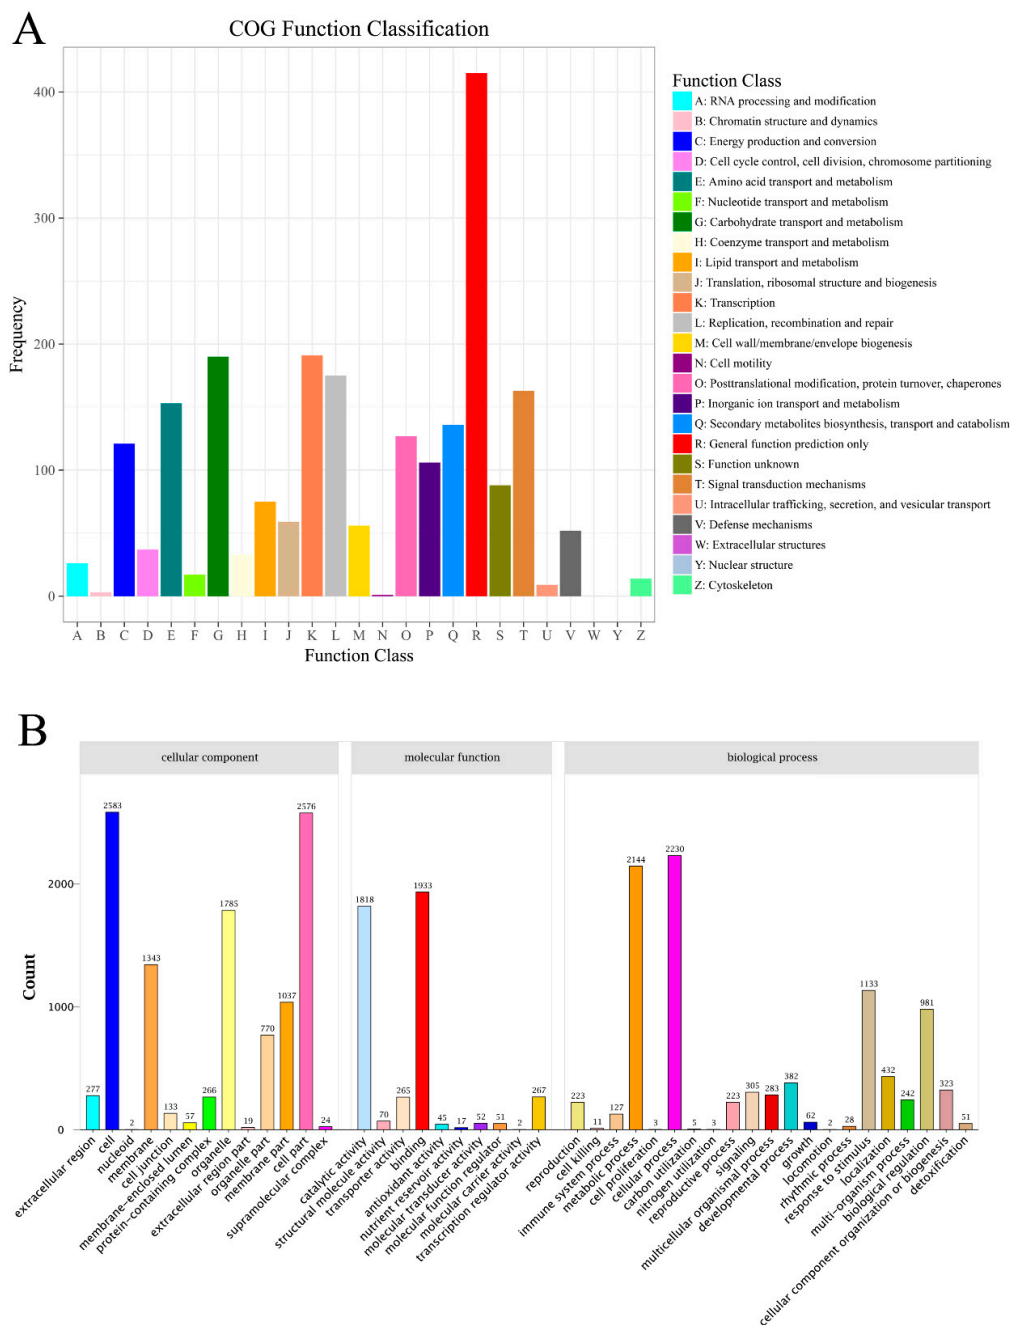 A
COG Function Classification
Frequency
400
300
200
100
0
A B C D E F G H I J K L M N O P Q R S T U V W Y Z
Function Class
Function Class
A: RNA processing and modification
B: Chromatin structure and dynamics
C: Energy production and conversion
D: Cell cycle control, cell division, chromosome partitioning
E: Amino acid transport and metabolism
F: Nucleotide transport and metabolism
G: Carbohydrate transport and metabolism
H: Coenzyme transport and metabolism
I: Lipid transport and metabolism
J: Translation, ribosomal structure and biogenesis
K: Transcription
L: Replication, recombination and repair
M: Cell wall/membrane/envelope biogenesis
N: Cell motility
O: Posttranslational modification, protein turnover, chaperones
P: Inorganic ion transport and metabolism
Q: Secondary metabolites biosynthesis, transport and catabolism
R: General function prediction only
S: Function unknown
T: Signal transduction mechanisms
U: Intracellular trafficking, secretion, and vesicular transport
V: Defense mechanisms
W: Extracellular structures
Y: Nuclear structure
Z: Cytoskeleton
B
cellular component
molecular function
biological process
Count
2000
1000
0
277 2583 2 1343 133 57 266 1785 19 770 1037 2576 24
1818 70 265 1933 45 17 52 51 2 267
223 11 127 2144 3 2230 5 3 223 305 283 382 62 2 28 1133 432 242 981 323 51
extracellular region
cell
nucleoid
membrane
cell junction
membrane-enclosed lumen
protein-containing complex
organelle
extracellular region part
organelle part
membrane part
cell part
supramolecular complex
catalytic activity
structural molecule activity
transporter activity
binding
antioxidant activity
nutrient reservoir activity
molecular transducer activity
molecular function regulator
molecular carrier activity
transcription regulator activity
reproduction
cell killing
immune system process
metabolic process
cell proliferation
cellular process
carbon utilization
nitrogen utilization
reproductive process
signaling
multicellular organismal process
developmental process
growth
locomotion
rhythmic process
response to stimulus
localization
multi-organism process
biological regulation
cellular component organization or biogenesis
detoxification